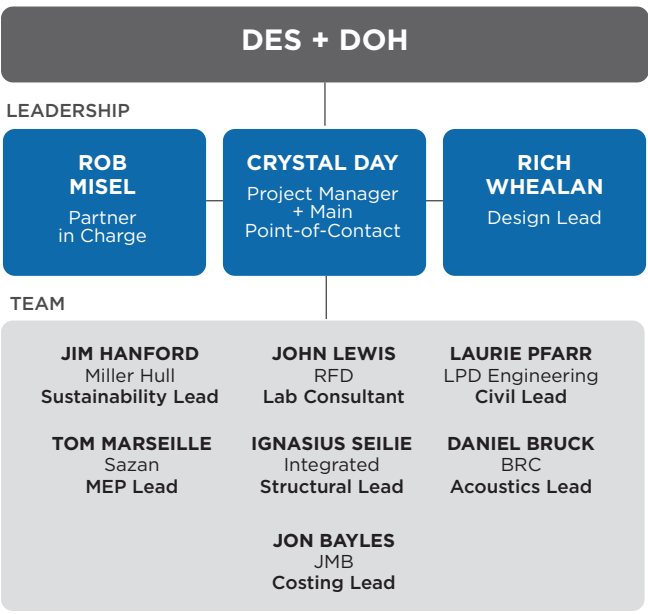 DES + DOH
LEADERSHIP
ROB
MISEL
Partner
in Charge
CRYSTAL DAY
Project Manager
+ Main
Point-of-Contact
RICH
WHEALAN
Design Lead
TEAM
JIM HANFORD
Miller Hull
Sustainability Lead
JOHN LEWIS
RFD
Lab Consultant
LAURIE PFARR
LPD Engineering
Civil Lead
TOM MARSEILLE
Sazan
MEP Lead
IGNASIUS SEILIE
Integrated
Structural Lead
DANIEL BRUCK
BRC
Acoustics Lead
JON BAYLES
JMB
Costing Lead